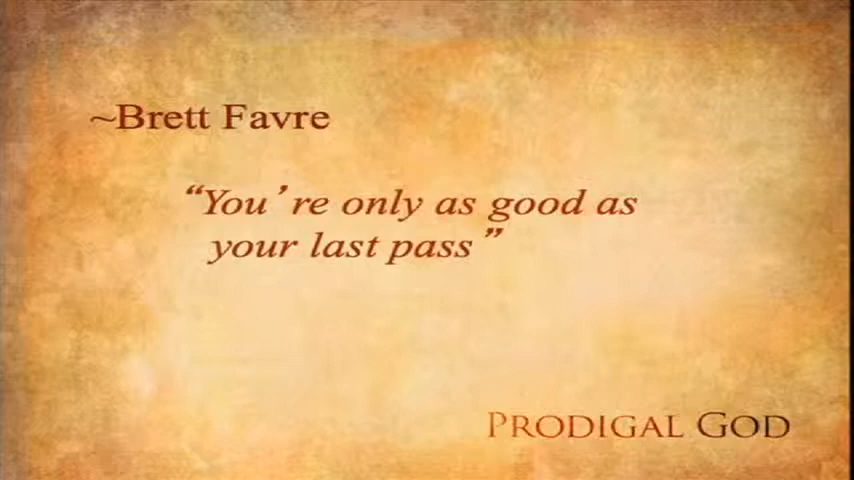 ~Brett Favre
“You’re only as good as
your last pass”
PRODIGAL GOD